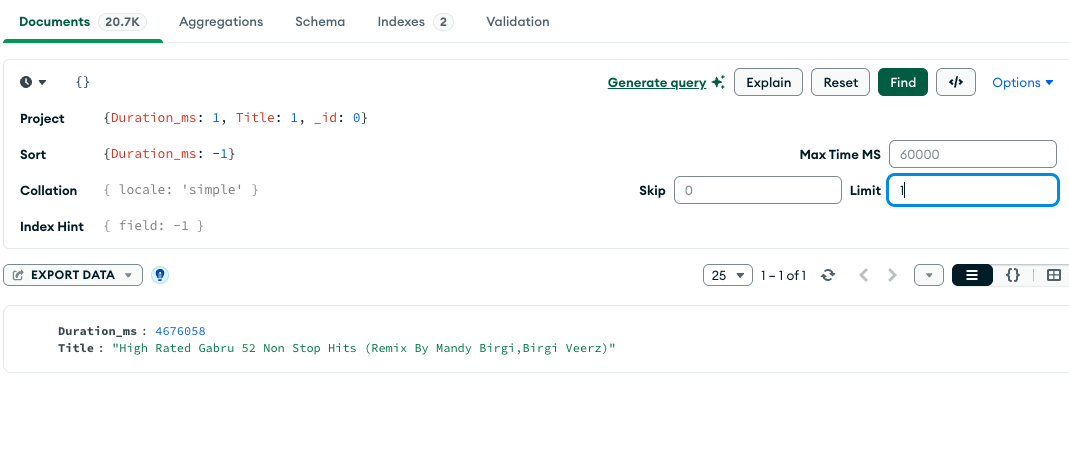 Documents 20.7K Aggregations Schema Indexes 2 Validation
{} Generate query Explain Reset Find </> Options
Project {Duration_ms: 1, Title: 1, _id: 0}
Sort {Duration_ms: -1} Max Time MS 60000
Collation { locale: 'simple' } Skip 0 Limit 1
Index Hint { field: -1 }
EXPORT DATA 25 1 – 1 of 1 {}
Duration_ms : 4676058
Title : "High Rated Gabru 52 Non Stop Hits (Remix By Mandy Birgi,Birgi Veerz)"